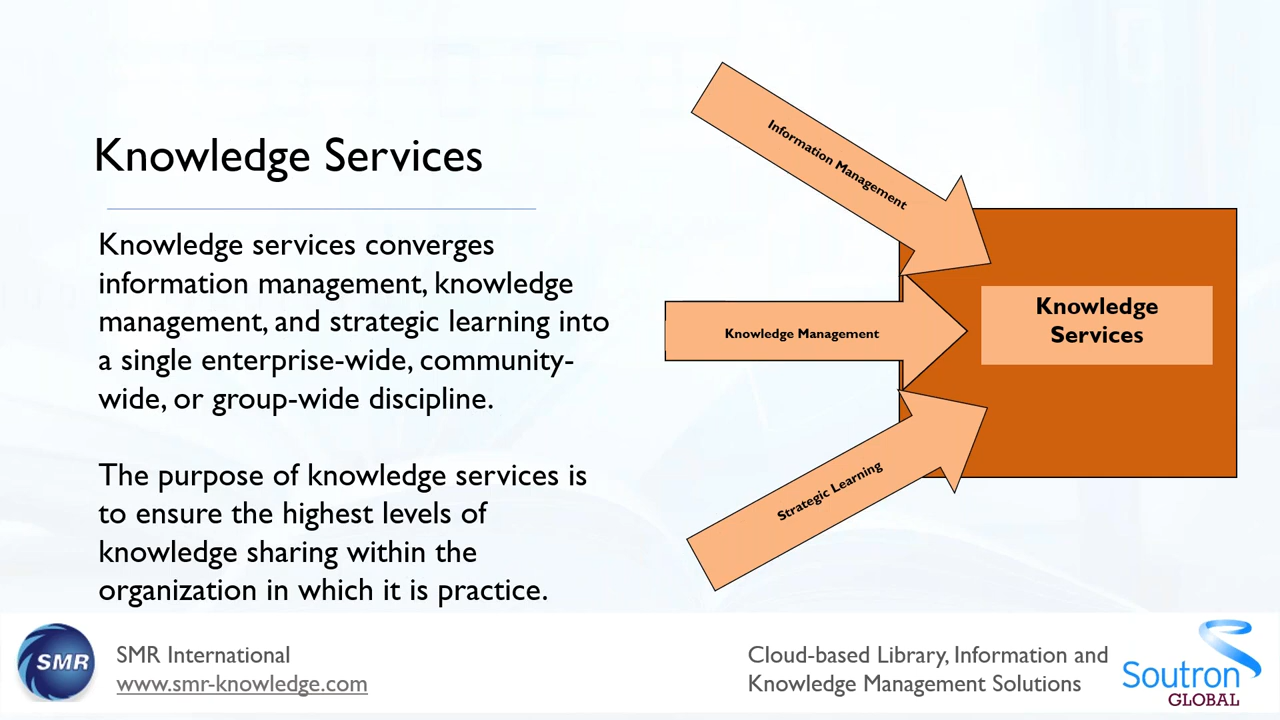 Knowledge Services
Knowledge services converges
information management, knowledge
management, and strategic learning into
a single enterprise-wide, community-
wide, or group-wide discipline.
The purpose of knowledge services is
to ensure the highest levels of
knowledge sharing within the
organization in which it is practice.
Information Management
Knowledge Management
Strategic Learning
Knowledge
Services
SMR
SMR International
www.smr-knowledge.com
Cloud-based Library, Information and
Knowledge Management Solutions
Soutron
GLOBAL